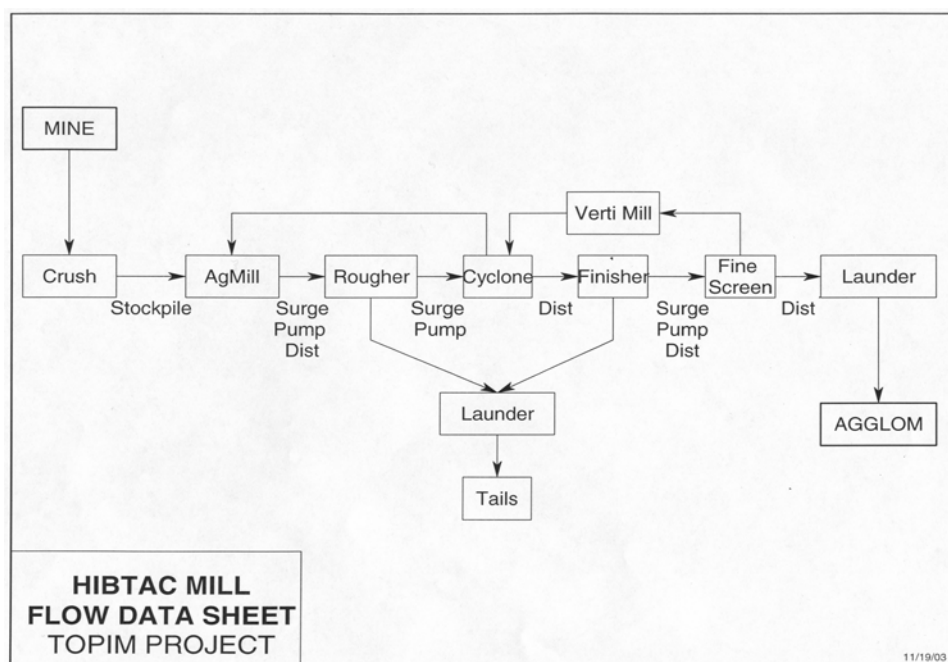 MINE
Verti Mill
Crush
AgMill
Rougher
Cyclone
Finisher
Fine
Screen
Launder
Stockpile
Surge
Pump
Dist
Surge
Pump
Dist
Surge
Pump
Dist
Dist
Launder
AGGLOM
Tails
HIBTAC MILL
FLOW DATA SHEET
TOPIM PROJECT
11/19/03